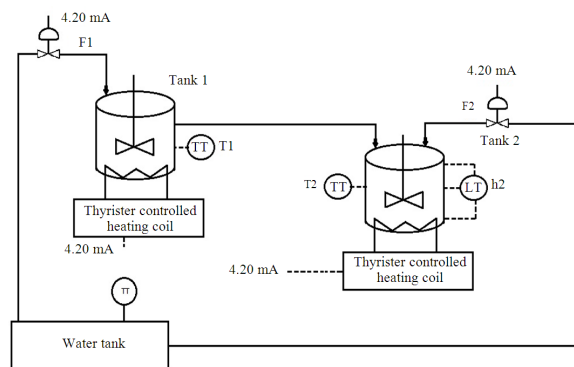 4.20 mA
F1
Tank 1
4.20 mA
F2
Tank 2
TT T1
T2 TT
LT h2
Thyrister controlled
heating coil
4.20 mA
Thyrister controlled
heating coil
4.20 mA
TT
Water tank